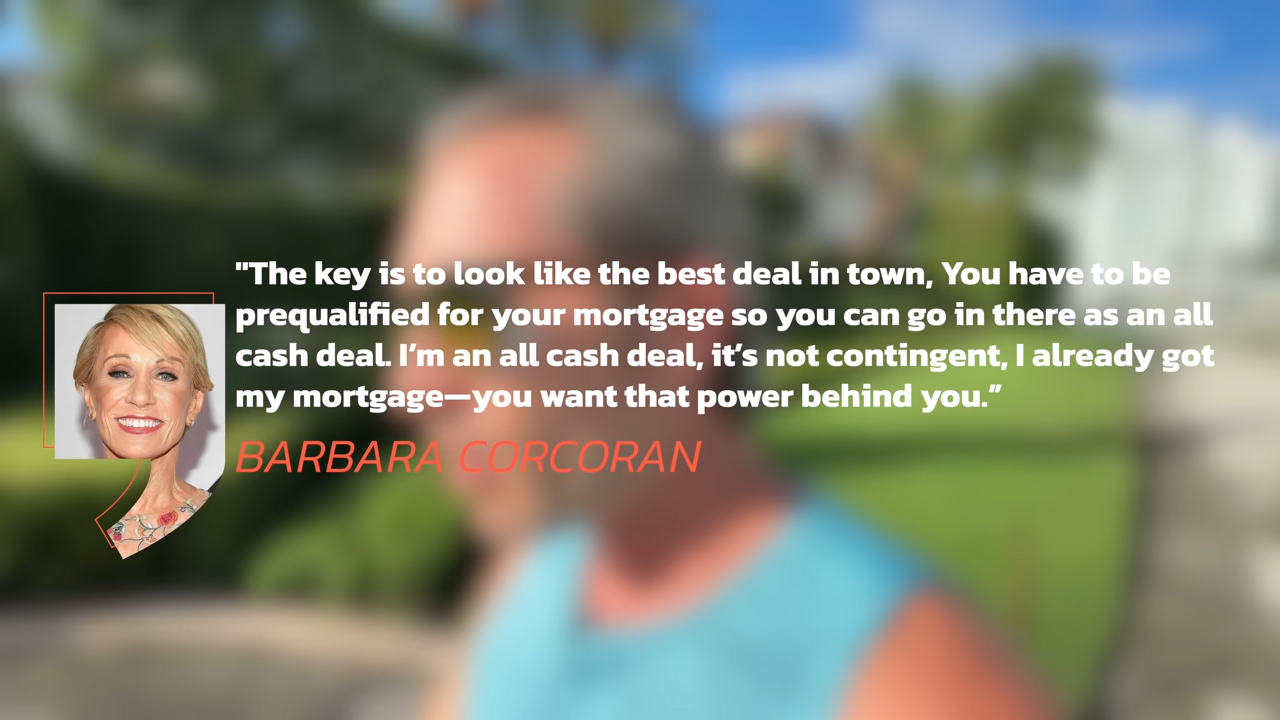 "The key is to look like the best deal in town, You have to be
prequalified for your mortgage so you can go in there as an all
cash deal. I’m an all cash deal, it’s not contingent, I already got
my mortgage—you want that power behind you.”
BARBARA CORCORAN